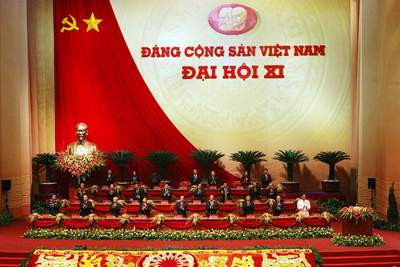 ĐẢNG CỘNG SẢN VIỆT NAM
ĐẠI HỘI XI